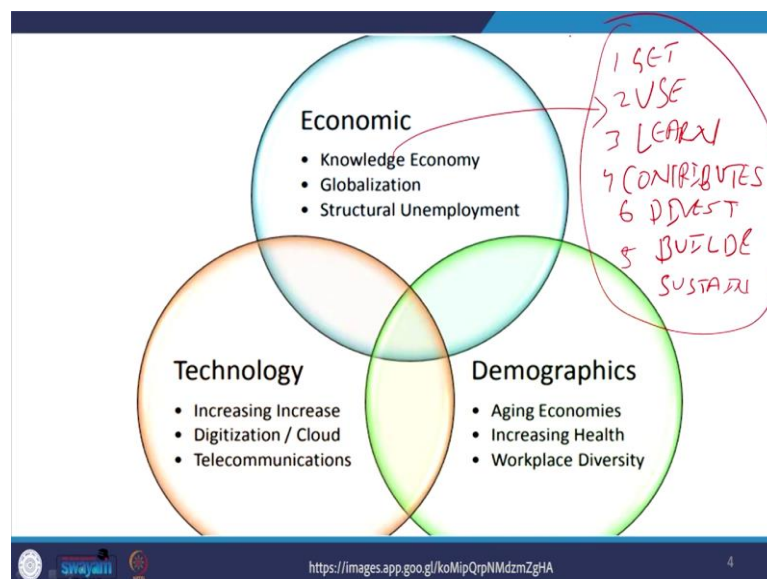 Economic
• Knowledge Economy
• Globalization
• Structural Unemployment
1 GET
2 USE
3 LEARN
4 CONTRIBUTES
6 DIVEST
5 BUILDE
SUSTAIN
Technology
• Increasing Increase
• Digitization / Cloud
• Telecommunications
Demographics
• Aging Economies
• Increasing Health
• Workplace Diversity
swayam
https://images.app.goo.gl/koMipQrpNMdzmZgHA
4